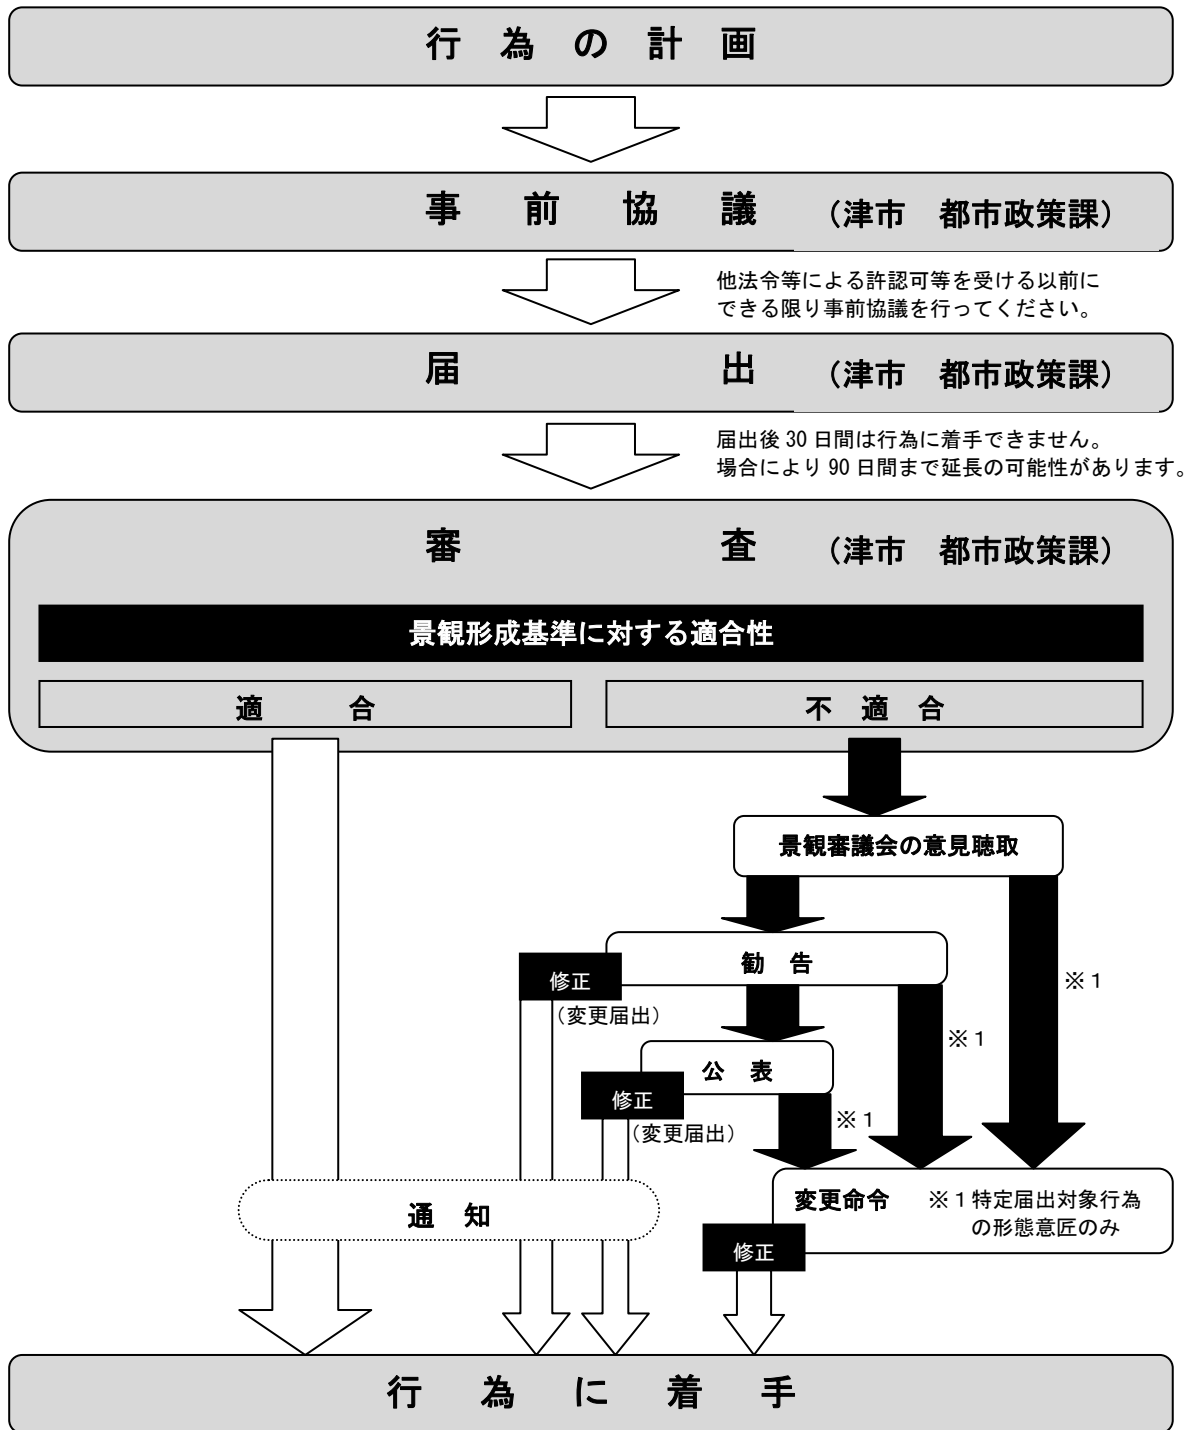 行為の計画
事前協議 (津市 都市政策課)
他法令等による許認可等を受ける以前に
できる限り事前協議を行ってください。
届出 (津市 都市政策課)
届出後 30 日間は行為に着手できません。
場合により 90 日間まで延長の可能性があります。
審査 (津市 都市政策課)
景観形成基準に対する適合性
適合
不適合
景観審議会の意見聴取
勧告
修正
(変更届出)
※1
※1
公表
修正
(変更届出)
※1
通知
変更命令 ※1特定届出対象行為
の形態意匠のみ
修正
行為に着手